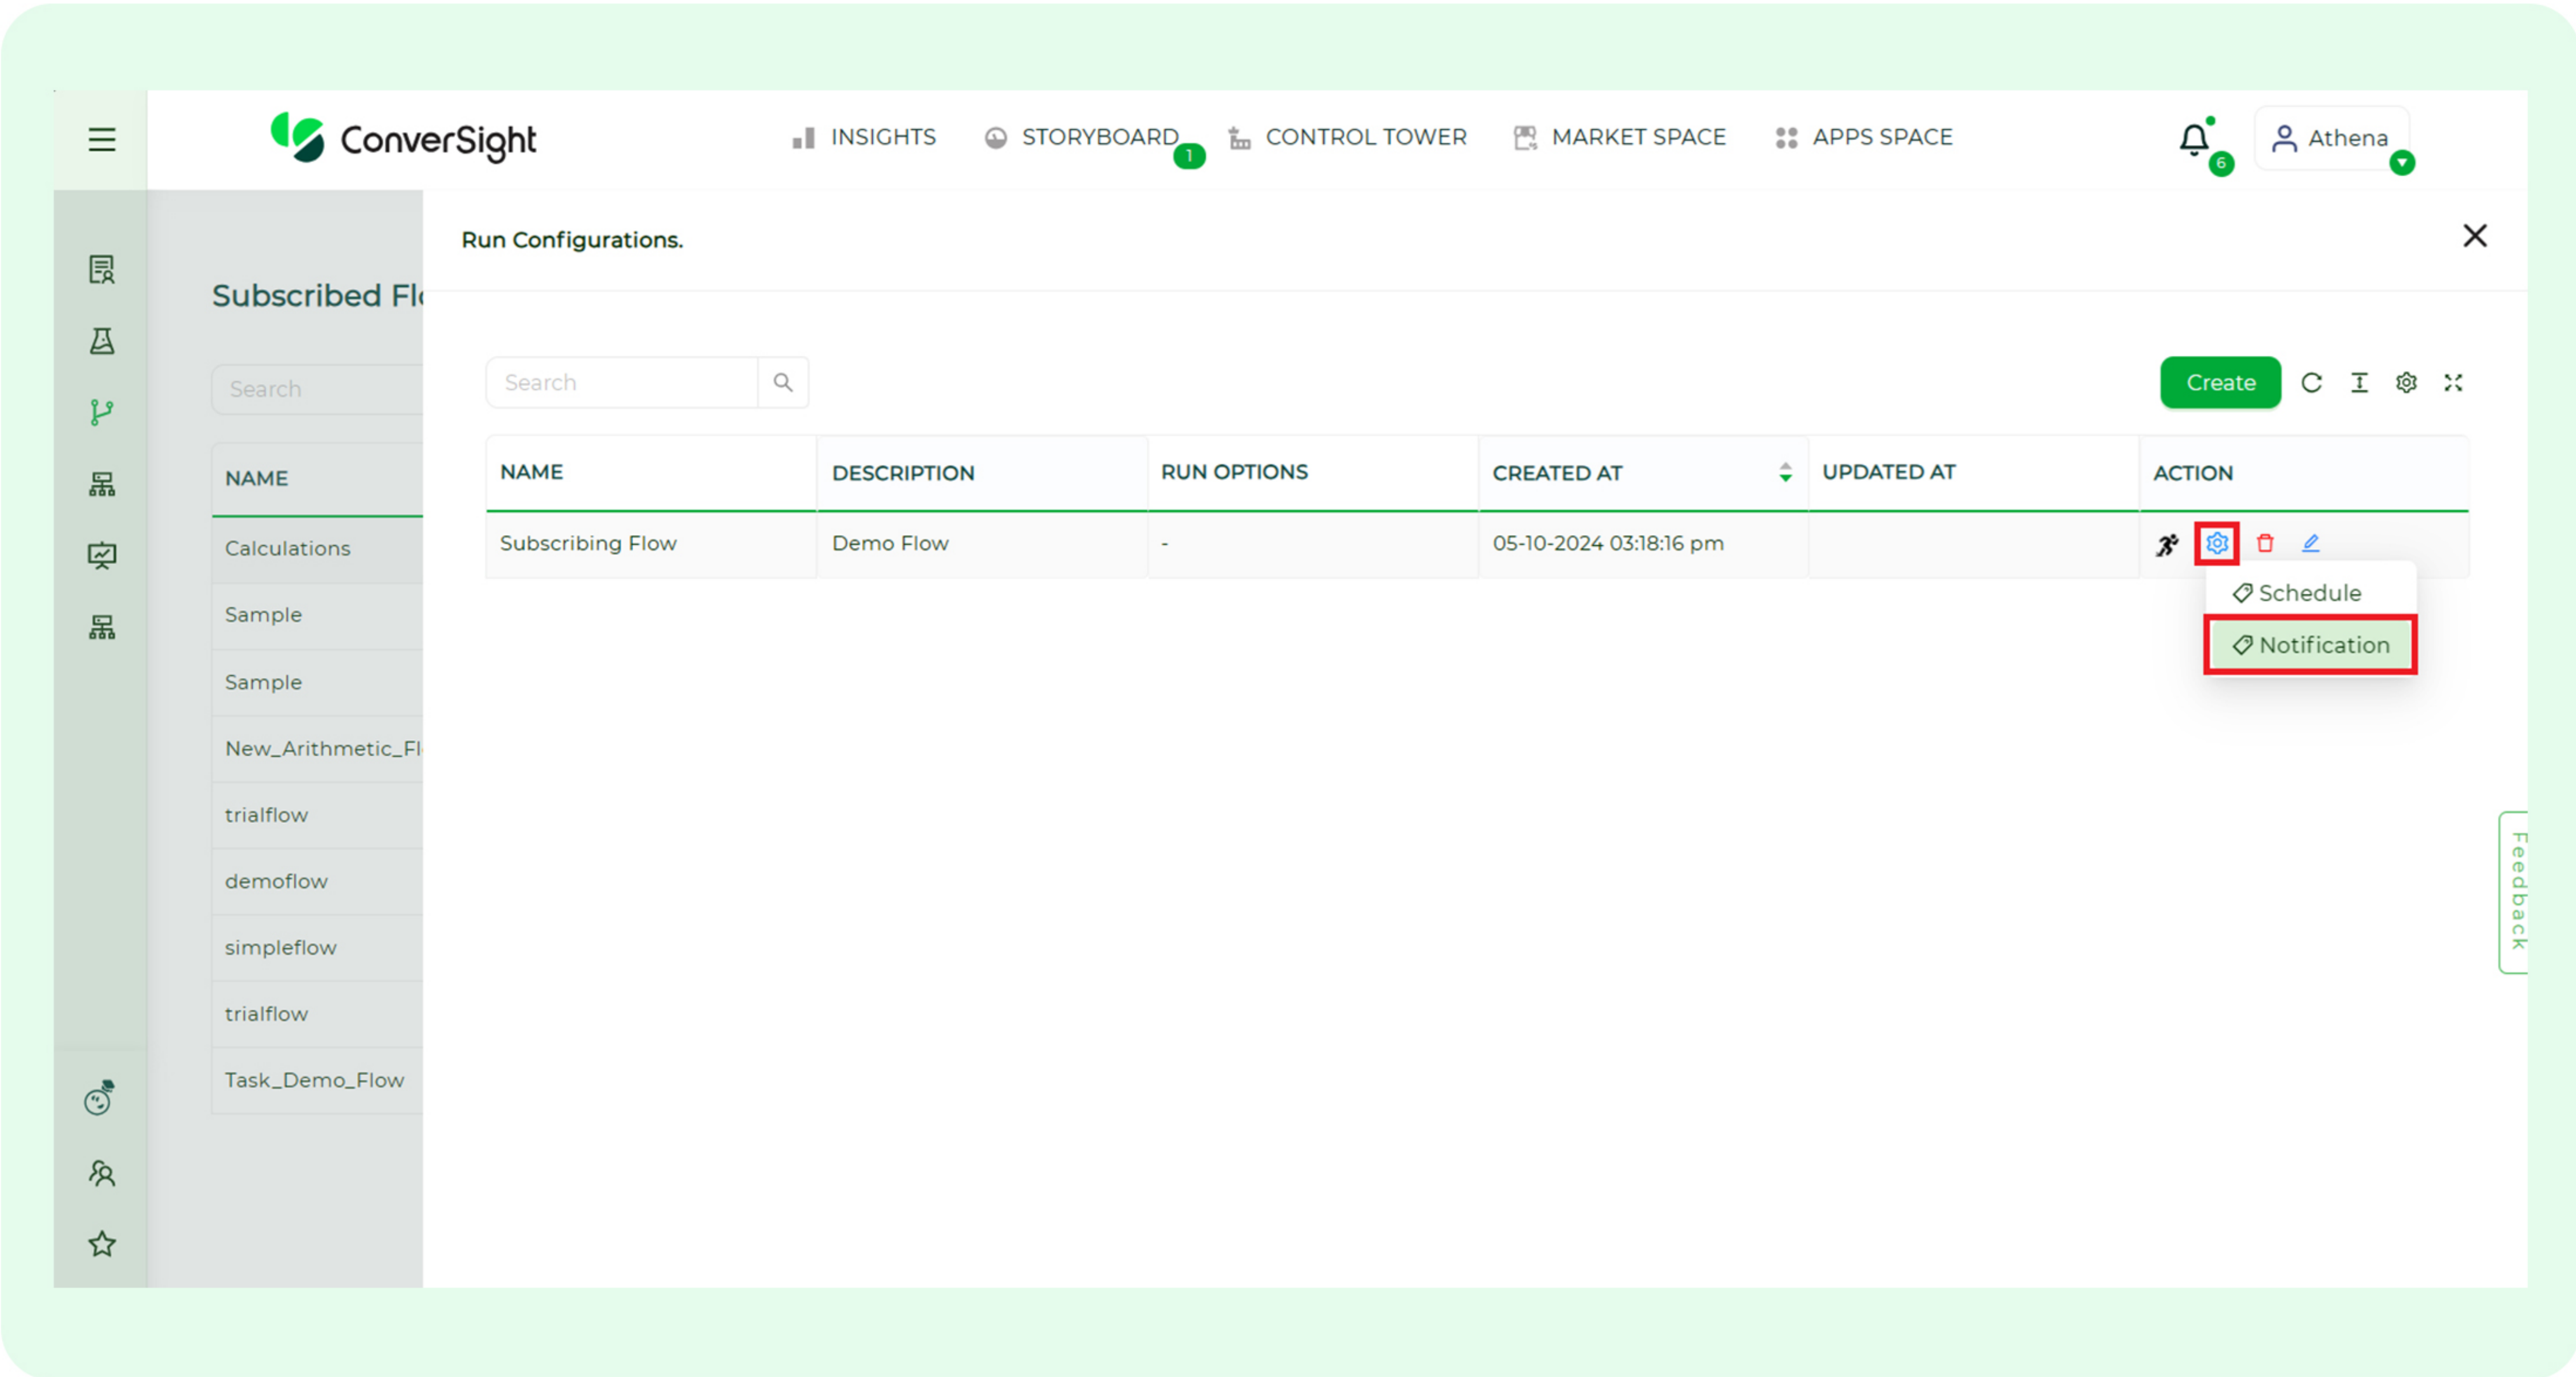 ConverSight
INSIGHTS
STORYBOARD
1
CONTROL TOWER
MARKET SPACE
APPS SPACE
6
Athena
Run Configurations.
Subscribed Fl
Search
NAME
Calculations
Sample
Sample
New_Arithmetic_Fl
trialflow
demoflow
simpleflow
trialflow
Task_Demo_Flow
Search
Create
NAME DESCRIPTION RUN OPTIONS CREATED AT UPDATED AT ACTION
Subscribing Flow Demo Flow - 05-10-2024 03:18:16 pm
Schedule
Notification
Feedback